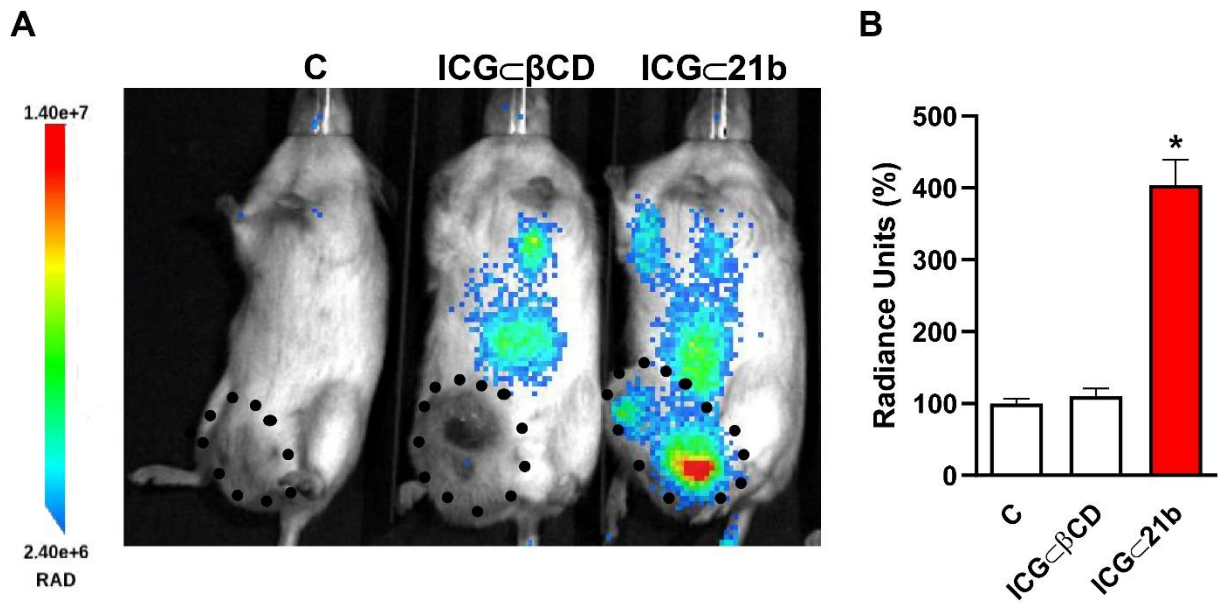 A
B
C
ICG⊂βCD
ICG⊂21b
1.40e+7
2.40e+6
RAD
Radiance Units (%)
500
400
300
200
100
0
*
C
ICG⊂βCD
ICG⊂21b